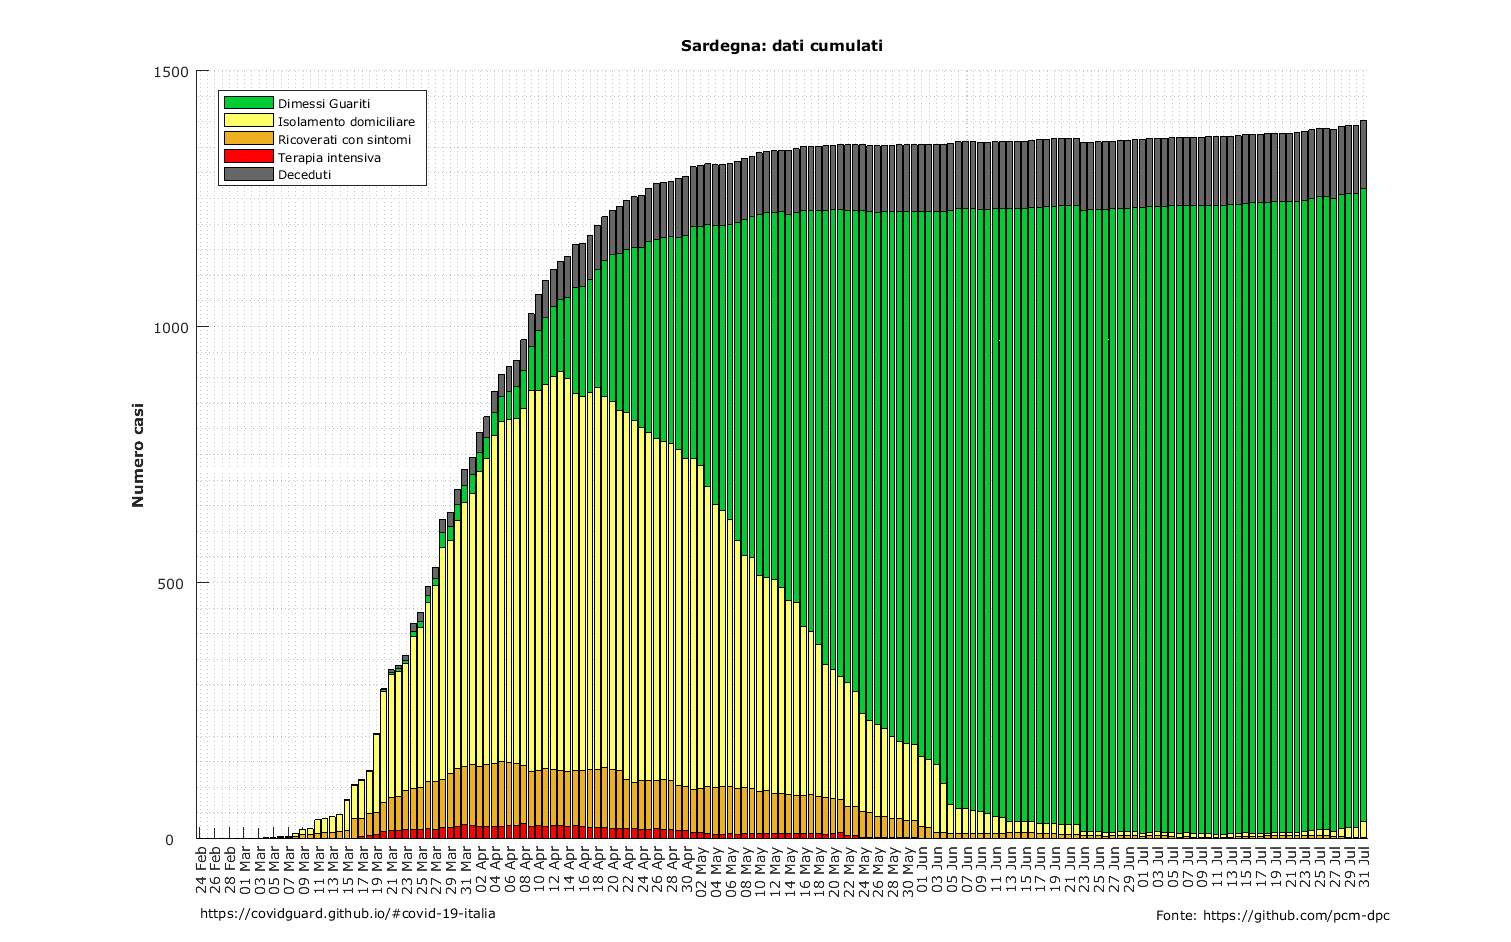 Sardegna: dati cumulati
1500
1000
500
0
Numero casi
Dimessi Guariti
Isolamento domiciliare
Ricoverati con sintomi
Terapia intensiva
Deceduti
24 Feb
26 Feb
28 Feb
01 Mar
03 Mar
05 Mar
07 Mar
09 Mar
11 Mar
13 Mar
15 Mar
17 Mar
19 Mar
21 Mar
23 Mar
25 Mar
27 Mar
29 Mar
31 Mar
02 Apr
04 Apr
06 Apr
08 Apr
10 Apr
12 Apr
14 Apr
16 Apr
18 Apr
20 Apr
22 Apr
24 Apr
26 Apr
28 Apr
30 Apr
02 May
04 May
06 May
08 May
10 May
12 May
14 May
16 May
18 May
20 May
22 May
24 May
26 May
28 May
30 May
01 Jun
03 Jun
05 Jun
07 Jun
09 Jun
11 Jun
13 Jun
15 Jun
17 Jun
19 Jun
21 Jun
23 Jun
25 Jun
27 Jun
29 Jun
01 Jul
03 Jul
05 Jul
07 Jul
09 Jul
11 Jul
13 Jul
15 Jul
17 Jul
19 Jul
21 Jul
23 Jul
25 Jul
27 Jul
29 Jul
31 Jul
https://covidguard.github.io/#covid-19-italia
Fonte: https://github.com/pcm-dpc